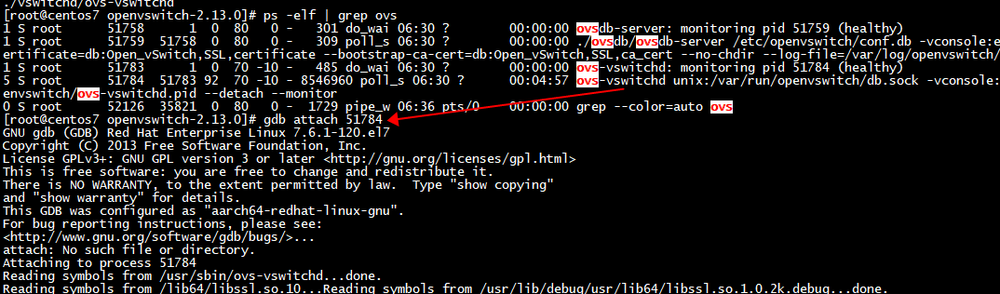 ./vswitchd/ovs-vswitchd
[root@centos7 openvswitch-2.13.0]# ps -elf | grep ovs
1 S root 51758 1 0 80 0 - 301 do_wai 06:30 ? 00:00:00 ovsdb-server: monitoring pid 51759 (healthy)
1 S root 51759 51758 0 80 0 - 309 poll_s 06:30 ? 00:00:00 ./ovsdb/ovsdb-server /etc/openvswitch/conf.db -vconsole:e
ertificate=db:Open_vSwitch,SSL,certificate --bootstrap-ca-cert=db:Open_vSwitch,SSL,ca_cert --no-chdir --log-file=/var/log/openvswitch/
1 S root 51783 1 0 70 -10 - 485 do_wai 06:30 ? 00:00:00 ovs-vswitchd: monitoring pid 51784 (healthy)
5 S root 51784 51783 92 70 -10 - 8546960 poll_s 06:30 ? 00:04:57 ovs-vswitchd unix:/var/run/openvswitch/db.sock -vconsole:
envswitch/ovs-vswitchd.pid --detach --monitor
0 S root 52126 35821 0 80 0 - 1729 pipe_w 06:36 pts/0 00:00:00 grep --color=auto ovs
[root@centos7 openvswitch-2.13.0]# gdb attach 51784
GNU gdb (GDB) Red Hat Enterprise Linux 7.6.1-120.el7
Copyright (C) 2013 Free Software Foundation, Inc.
License GPLv3+: GNU GPL version 3 or later <http://gnu.org/licenses/gpl.html>
This is free software: you are free to change and redistribute it.
There is NO WARRANTY, to the extent permitted by law.  Type "show copying"
and "show warranty" for details.
This GDB was configured as "aarch64-redhat-linux-gnu".
For bug reporting instructions, please see:
<http://www.gnu.org/software/gdb/bugs/>...
attach: No such file or directory.
Attaching to process 51784
Reading symbols from /usr/sbin/ovs-vswitchd...done.
Reading symbols from /lib64/libssl.so.10...Reading symbols from /usr/lib/debug/usr/lib64/libssl.so.1.0.2k.debug...done.